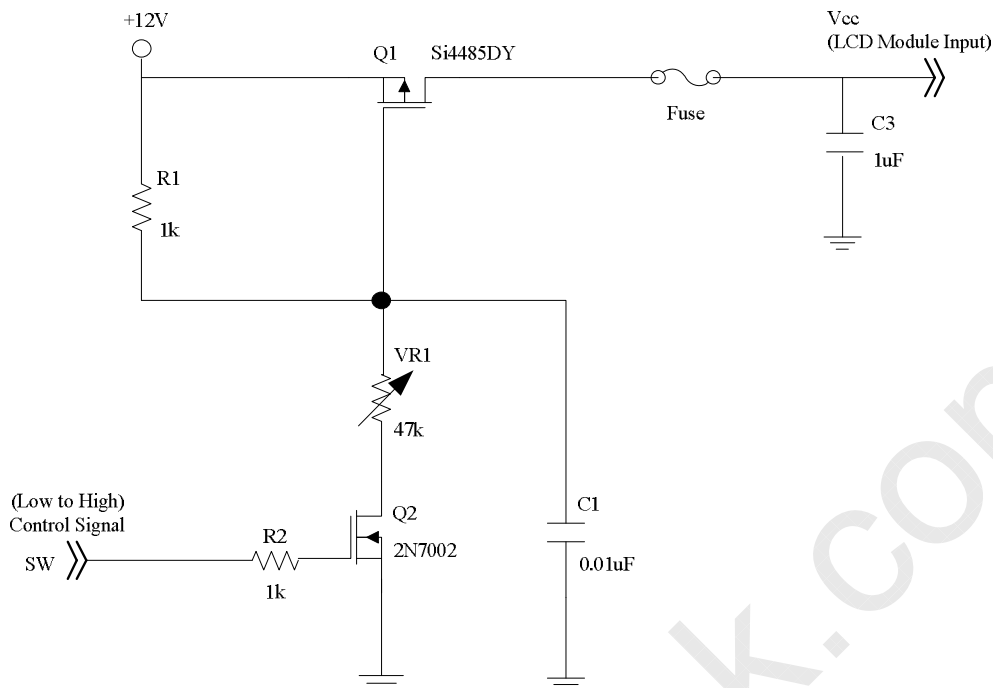 +12V
Q1
Si4485DY
Vcc
(LCD Module Input)
Fuse
C3
1uF
R1
1k
VR1
47k
(Low to High)
Control Signal
SW
R2
1k
Q2
2N7002
C1
0.01uF
k.com